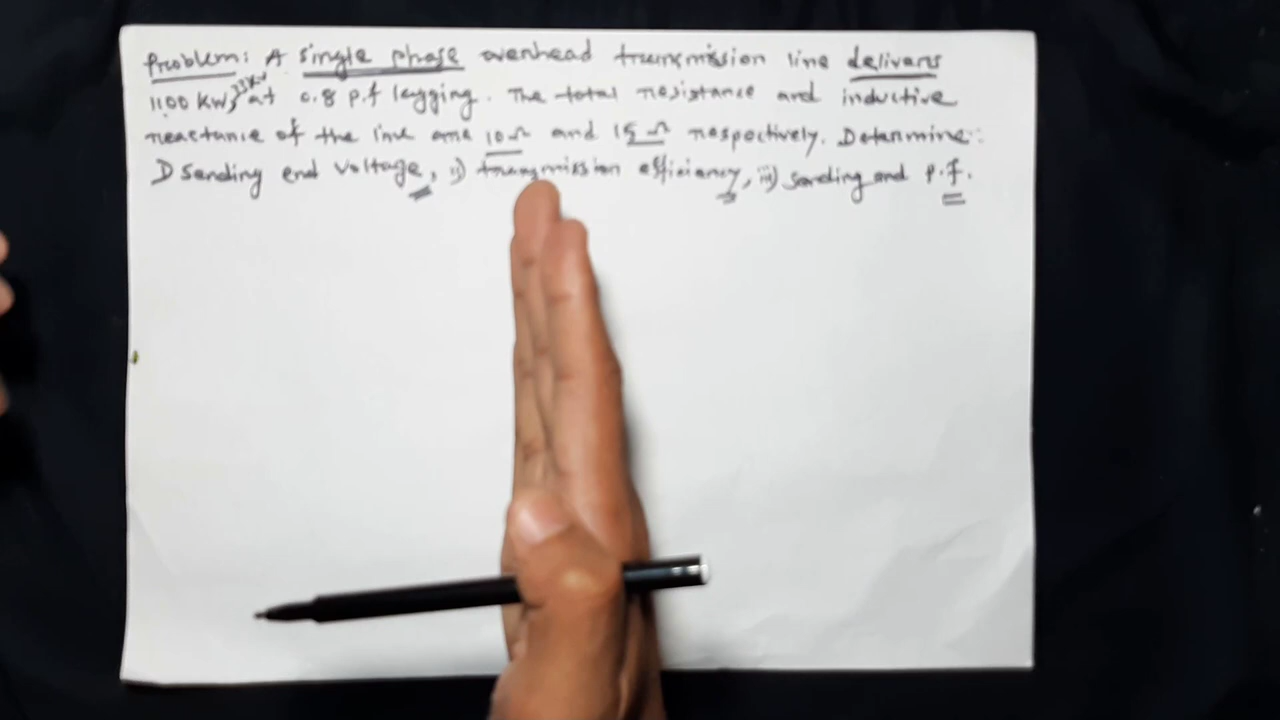 Problem: A single phase overhead transmission line delivers
1100 KW, 33KV at 0.8 p.f lagging. The total resistance and inductive
reactance of the line are 10Ω and 15Ω respectively. Determine:
i) Sending end voltage, ii) transmission efficiency, iii) sending end p.f.